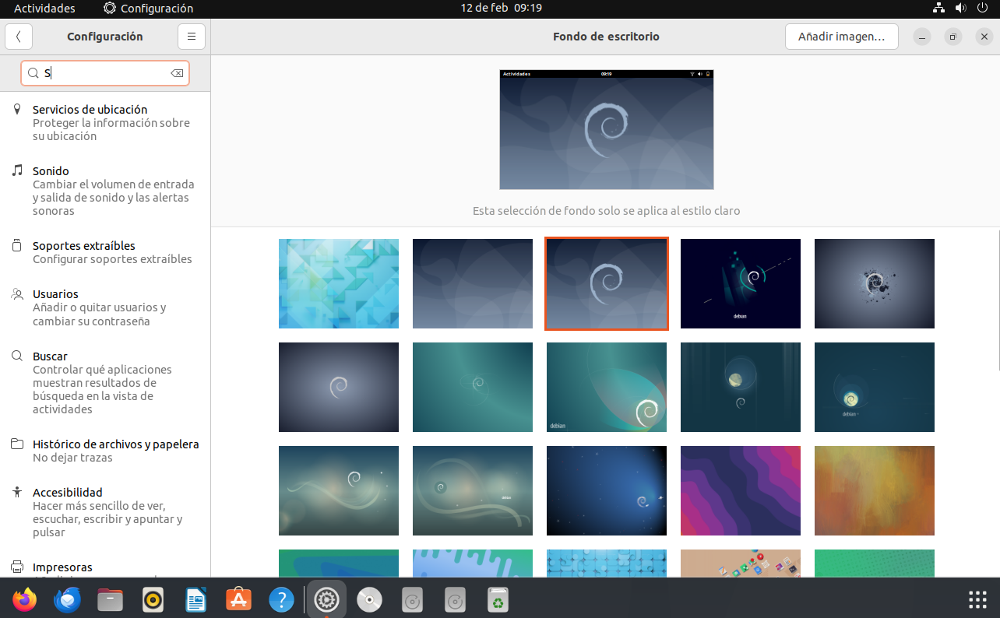 Actividades
Configuración
12 de feb 09:19
Configuración
Fondo de escritorio
Añadir imagen…
S
Servicios de ubicación
Proteger la información sobre
su ubicación
Sonido
Cambiar el volumen de entrada
y salida de sonido y las alertas
sonoras
Soportes extraíbles
Configurar soportes extraíbles
Usuarios
Añadir o quitar usuarios y
cambiar su contraseña
Buscar
Controlar qué aplicaciones
muestran resultados de
búsqueda en la vista de
actividades
Histórico de archivos y papelera
No dejar trazas
Accesibilidad
Hacer más sencillo de ver,
escuchar, escribir y apuntar y
pulsar
Impresoras
Actividades
09:19
Esta selección de fondo solo se aplica al estilo claro
debian
debian
debian
debian